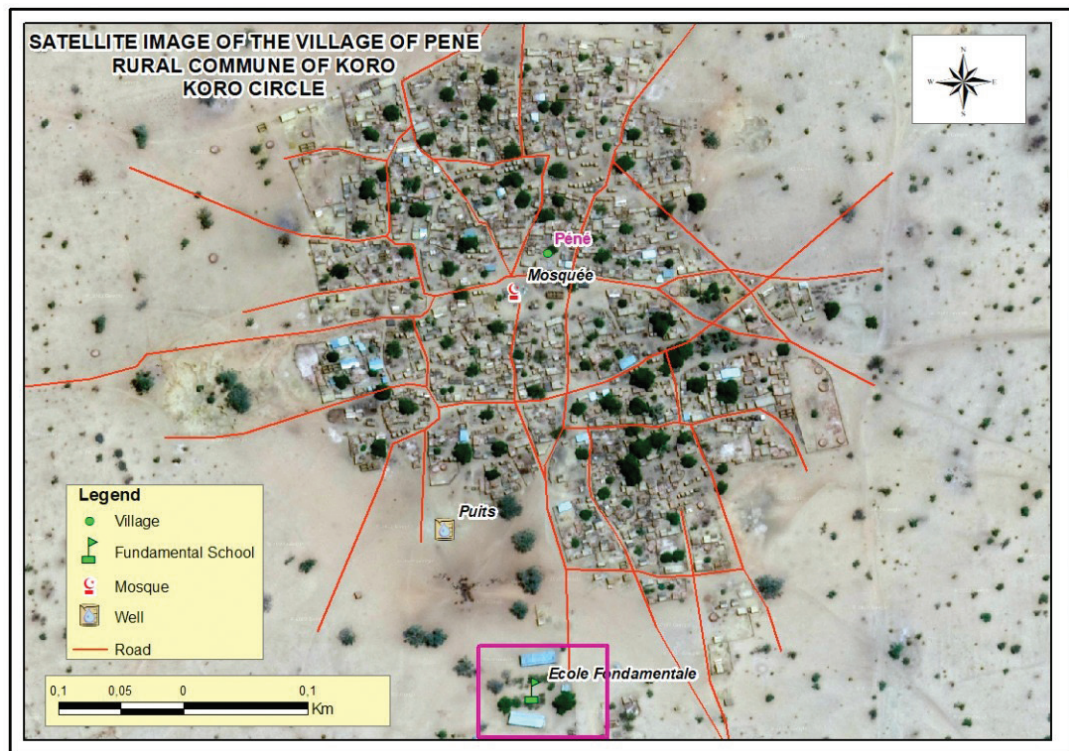 SATELLITE IMAGE OF THE VILLAGE OF PENE
RURAL COMMUNE OF KORO
KORO CIRCLE
N
W
E
S
Péné
Mosquée
Puits
Ecole Fondamentale
Legend
Village
Fundamental School
Mosque
Well
Road
0,1 0,05 0 0,1
Km